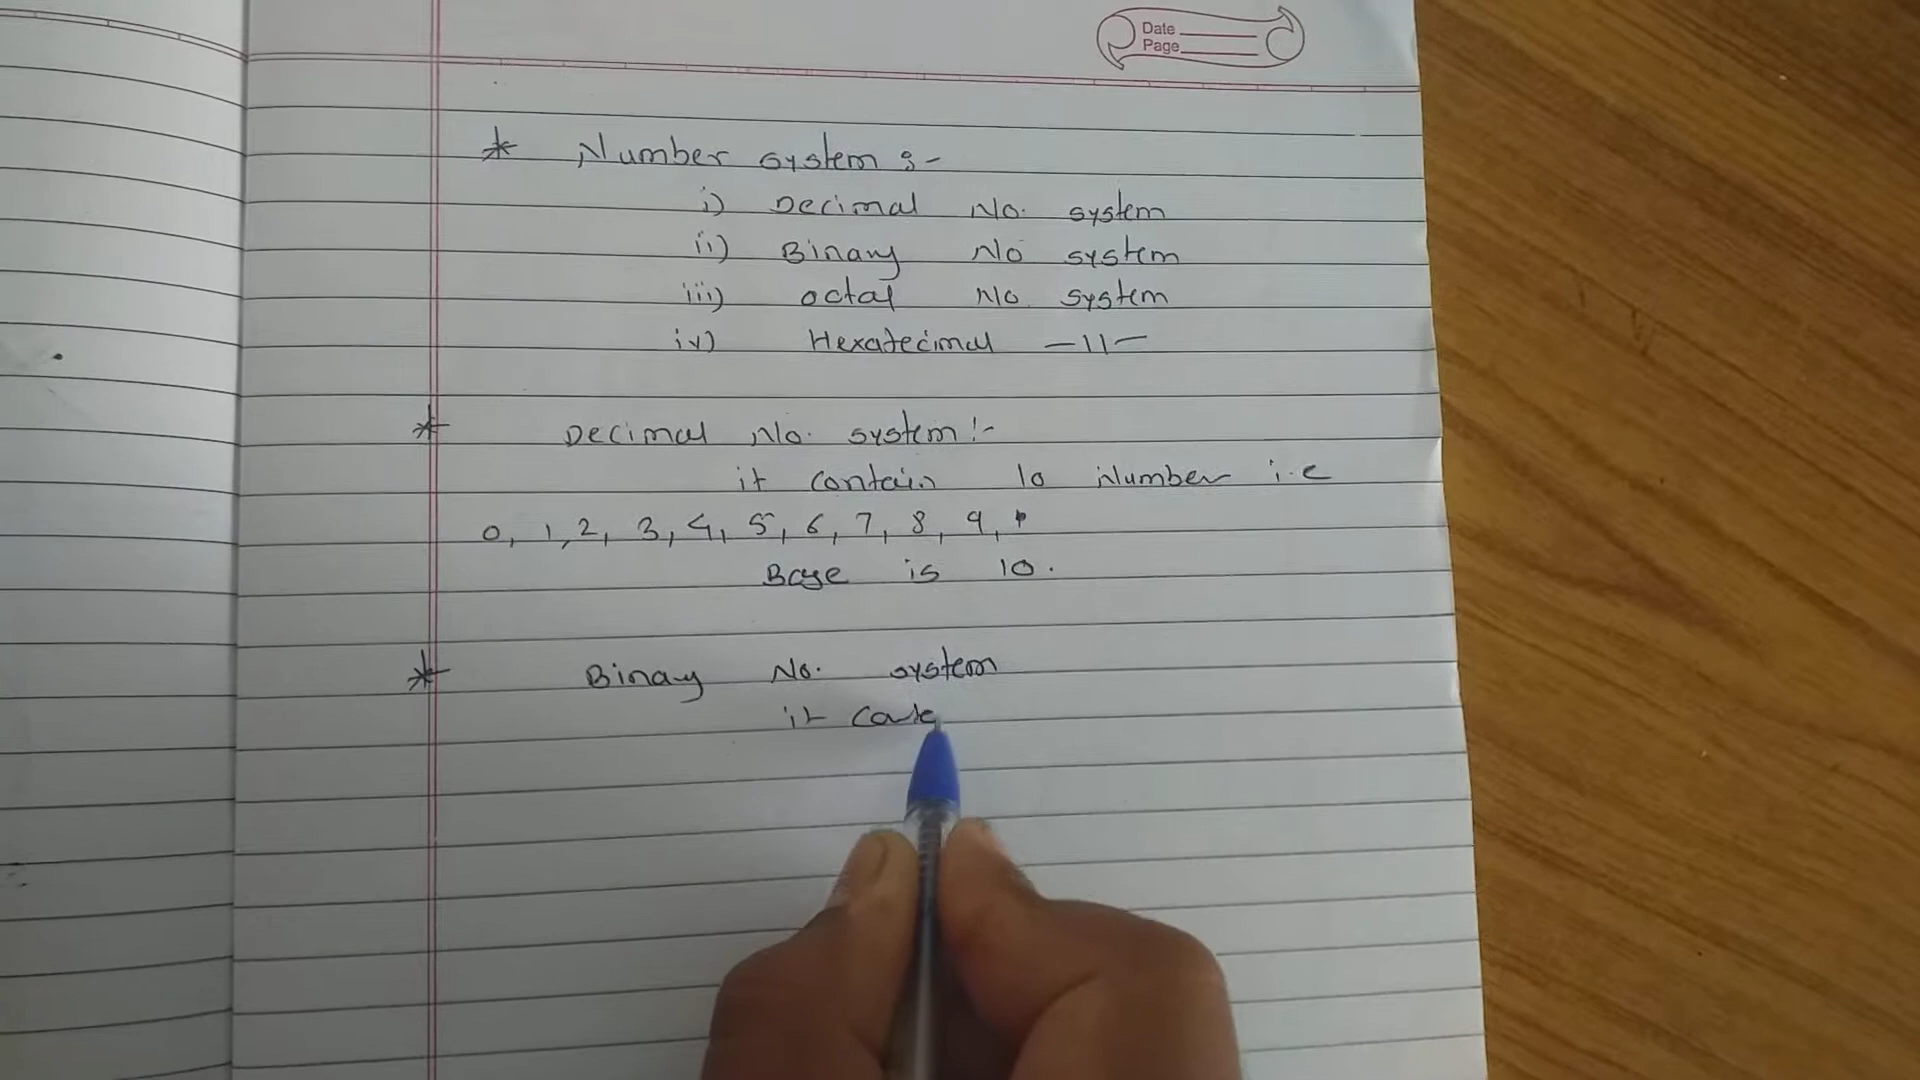 Date
Page
* Number system :-
i) Decimal No. system
ii) Binary No system
iii) octal No. system
iv) Hexatecimal —11—
* Decimal No. system :-
it contain 10 Number i.e
0, 1, 2, 3, 4, 5, 6, 7, 8, 9,
Base is 10.
* Binary No. system
it